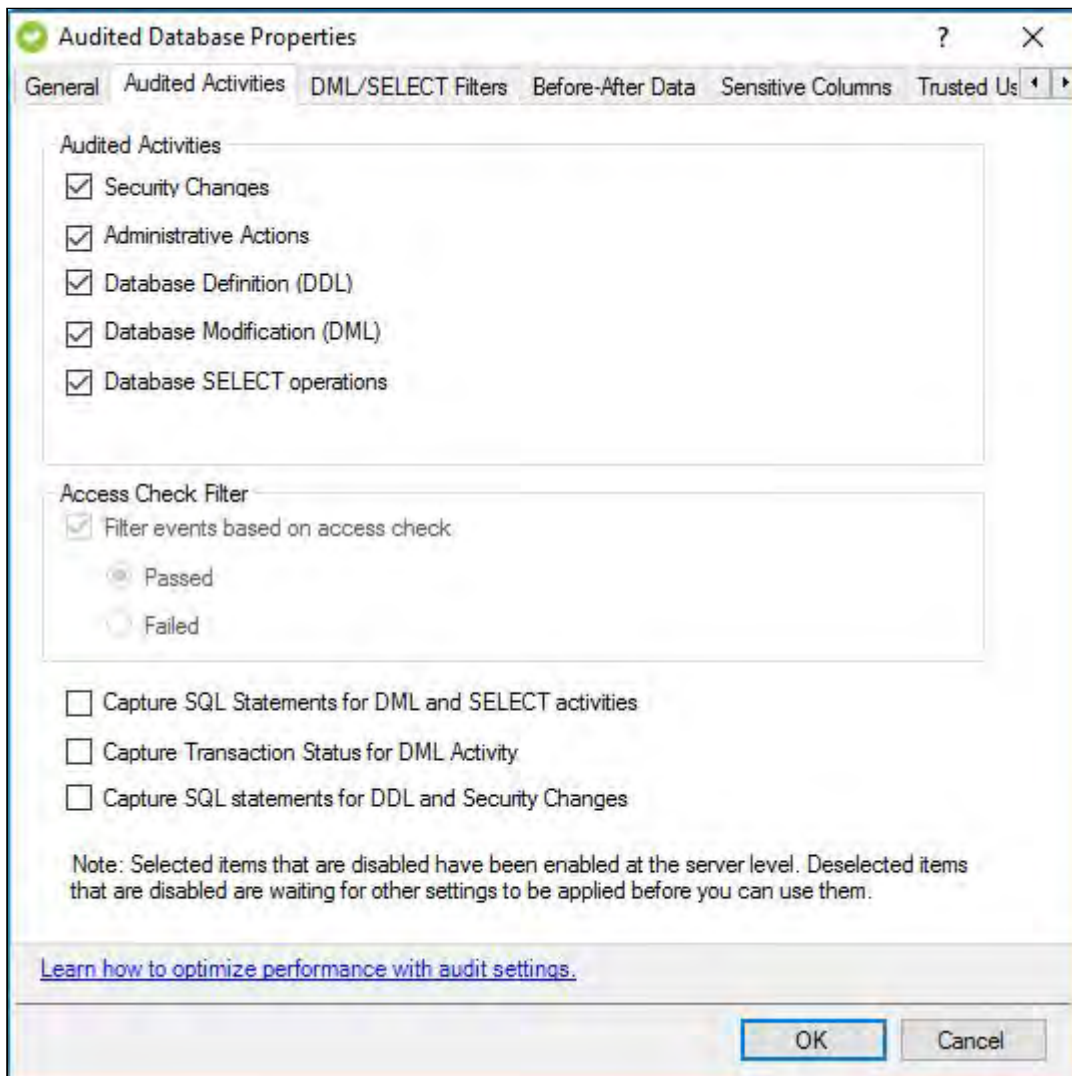 Audited Database Properties
?
General
Audited Activities
DML/SELECT Filters
Before-After Data
Sensitive Columns
Trusted Us
Audited Activities
Security Changes
Administrative Actions
Database Definition (DDL)
Database Modification (DML)
Database SELECT operations
Access Check Filter
Filter events based on access check
Passed
Failed
Capture SQL Statements for DML and SELECT activities
Capture Transaction Status for DML Activity
Capture SQL statements for DDL and Security Changes
Note: Selected items that are disabled have been enabled at the server level. Deselected items
that are disabled are waiting for other settings to be applied before you can use them.
Learn how to optimize performance with audit settings.
OK
Cancel